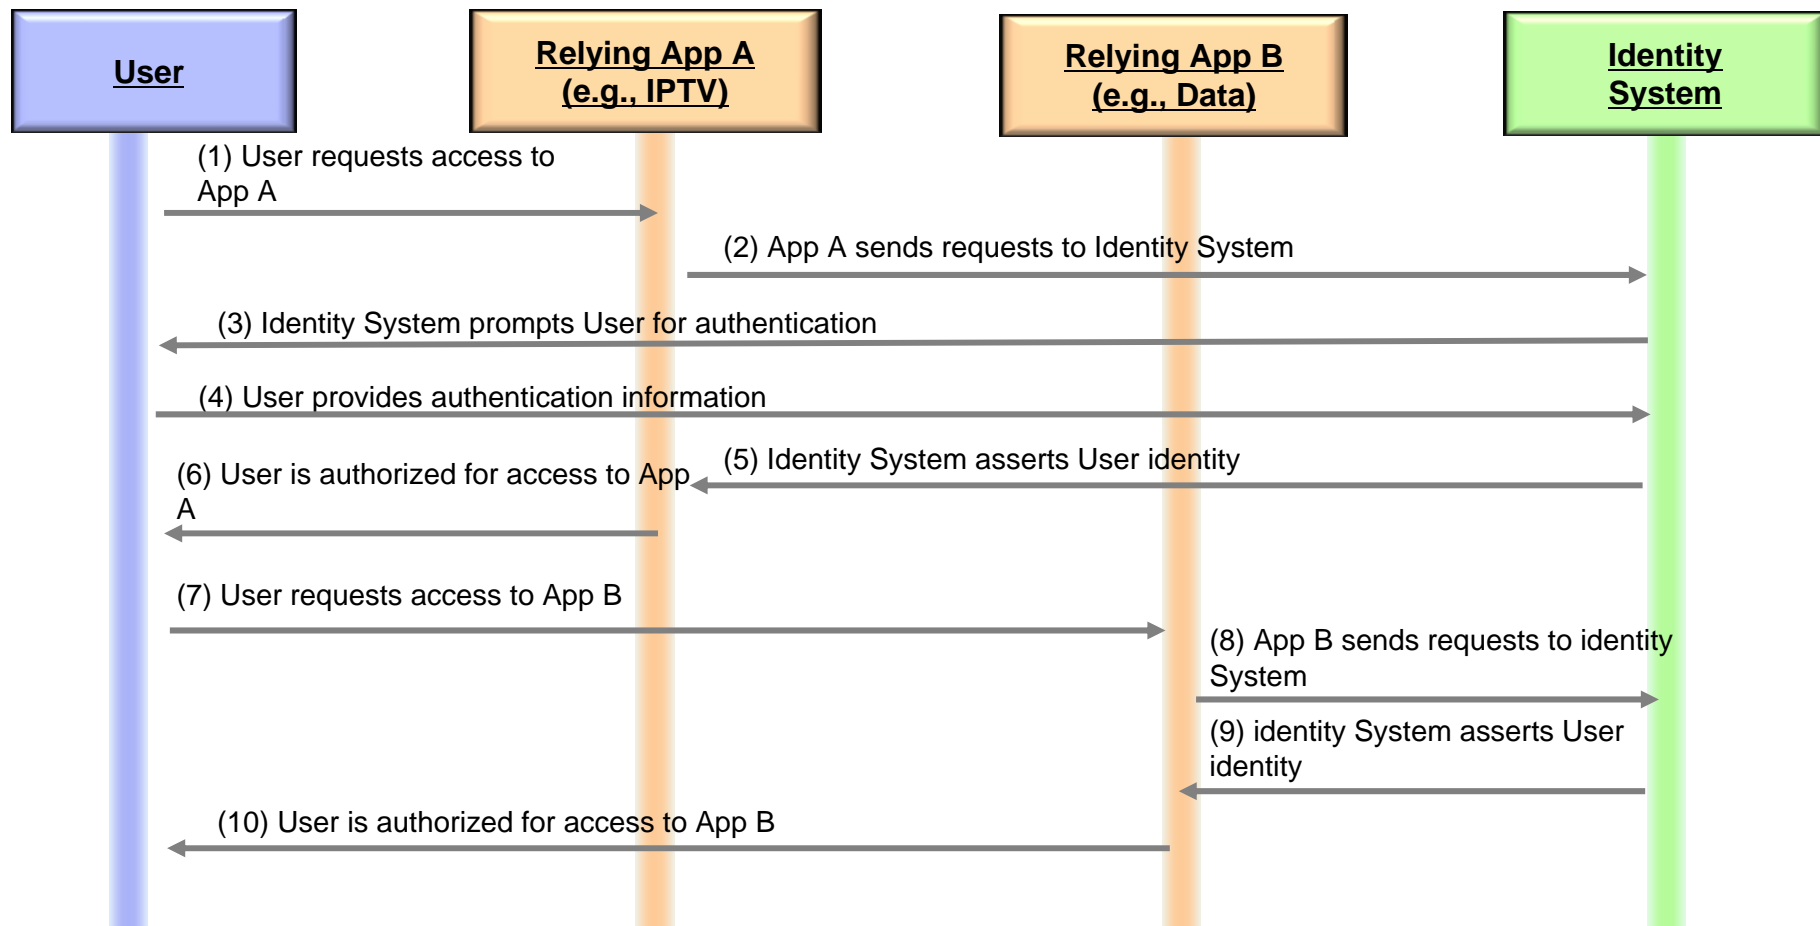 User
Relying App A
(e.g., IPTV)
Relying App B
(e.g., Data)
Identity
System
(1) User requests access to
App A
(2) App A sends requests to Identity System
(3) Identity System prompts User for authentication
(4) User provides authentication information
(5) Identity System asserts User identity
(6) User is authorized for access to App
A
(7) User requests access to App B
(8) App B sends requests to identity
System
(9) identity System asserts User
identity
(10) User is authorized for access to App B